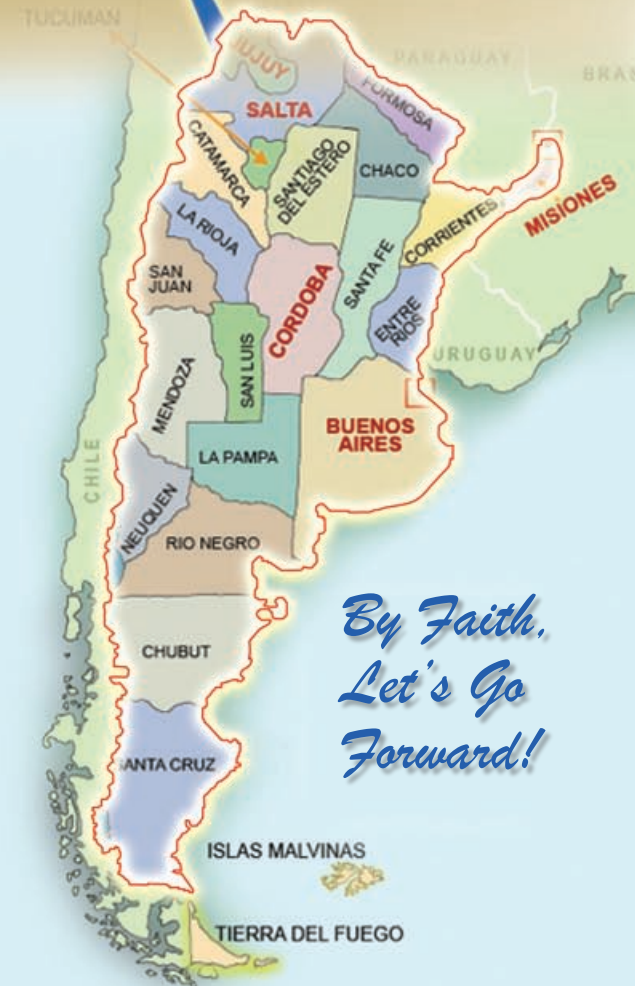 TUCUMAN
JUJUY
PARAGUAY
BRAS
SALTA
FORMOSA
CATAMARCA
SANTIAGO
DEL ESTERO
CHACO
MISIONES
LA RIOJA
CORRIENTES
SAN
JUAN
CORDOBA
SANTA FE
ENTRE
RIOS
SAN LUIS
URUGUAY
MENDOZA
BUENOS
AIRES
CHILE
LA PAMPA
NEUQUEN
RIO NEGRO
By Faith,
Let's Go
Forward!
CHUBUT
SANTA CRUZ
ISLAS MALVINAS
TIERRA DEL FUEGO